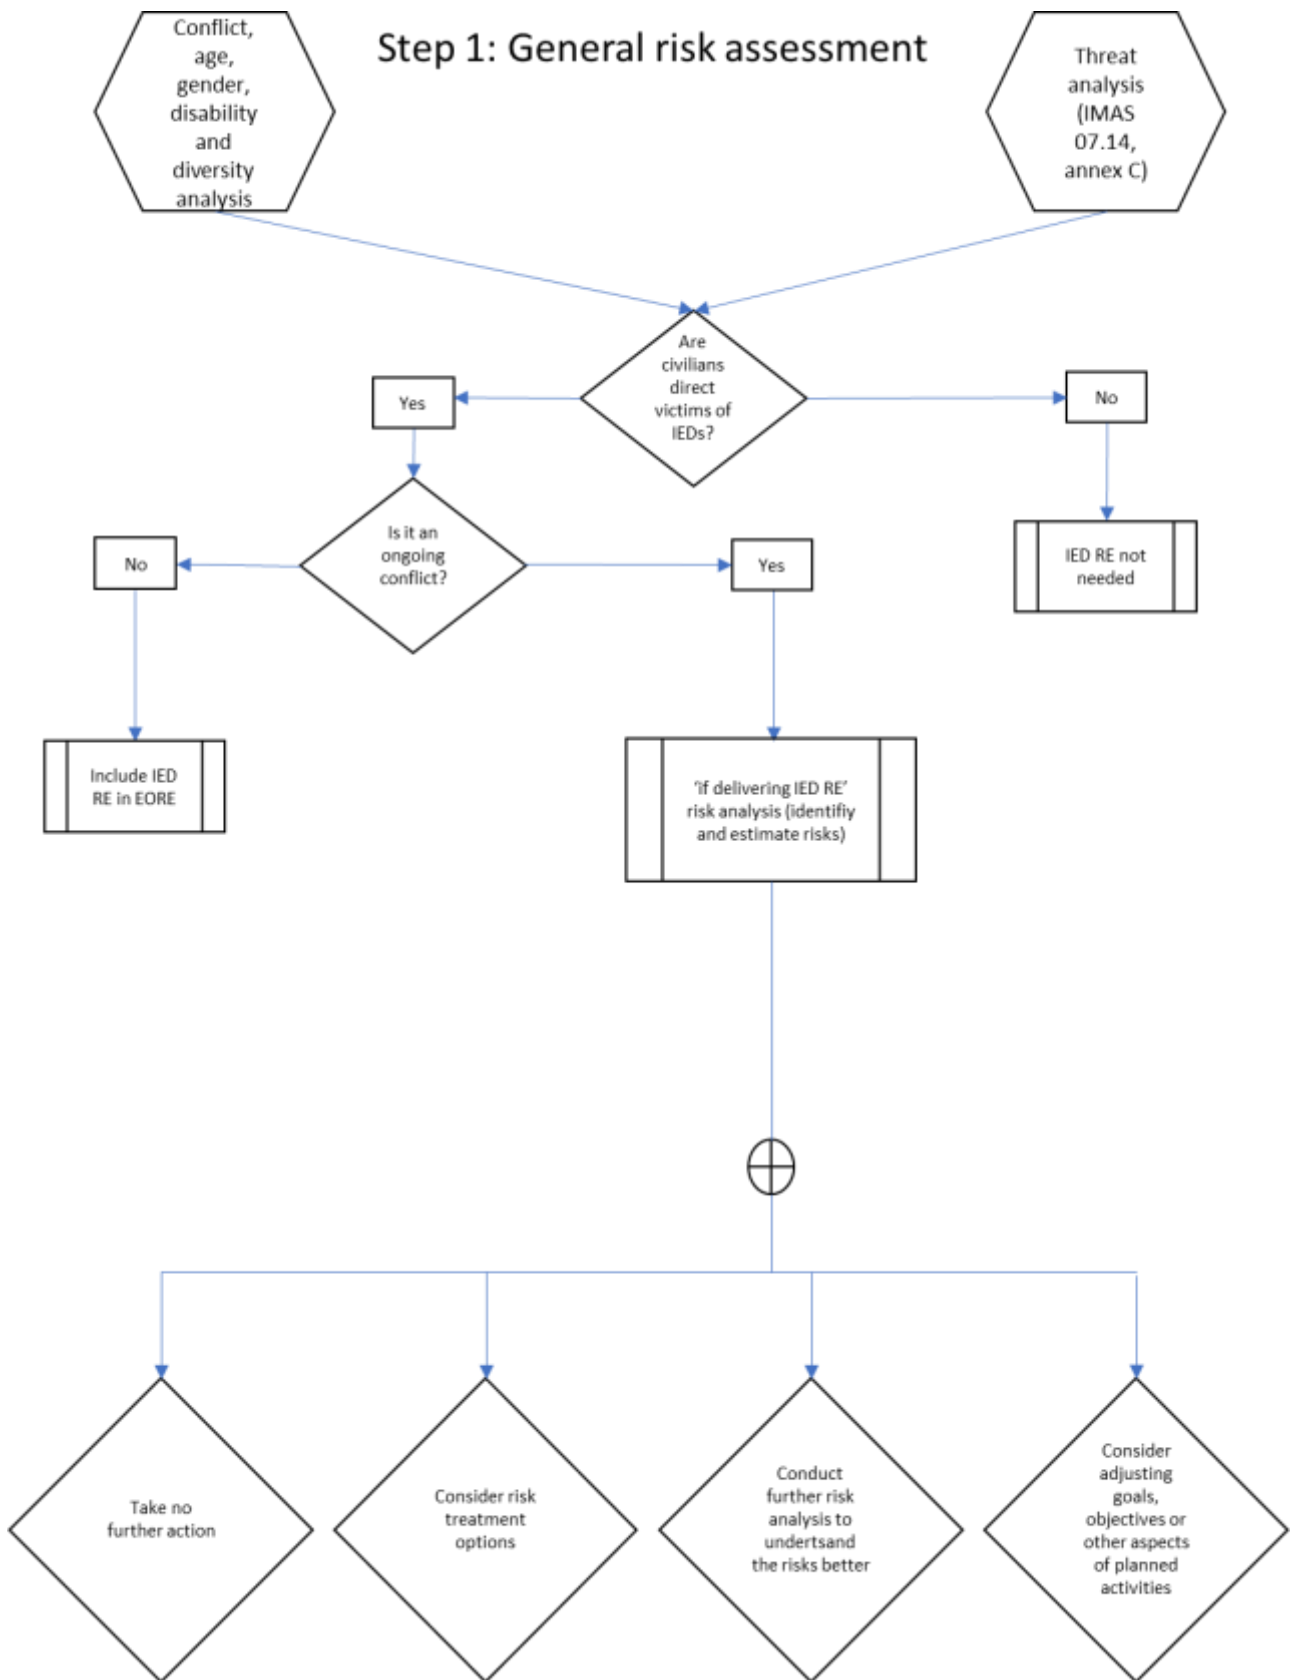 Step 1: General risk assessment
Conflict,
age,
gender,
disability
and
diversity
analysis
Threat
analysis
(IMAS
07.14,
annex C)
Are
civilians
direct
victims of
IEDs?
Yes
No
Is it an
ongoing
conflict?
No
Yes
IED RE not
needed
Include IED
RE in EORE
'if delivering IED RE'
risk analysis (identifiy
and estimate risks)
Take no
further action
Consider risk
treatment
options
Conduct
further risk
analysis to
undertsand
the risks better
Consider
adjusting
goals,
objectives or
other aspects
of planned
activities